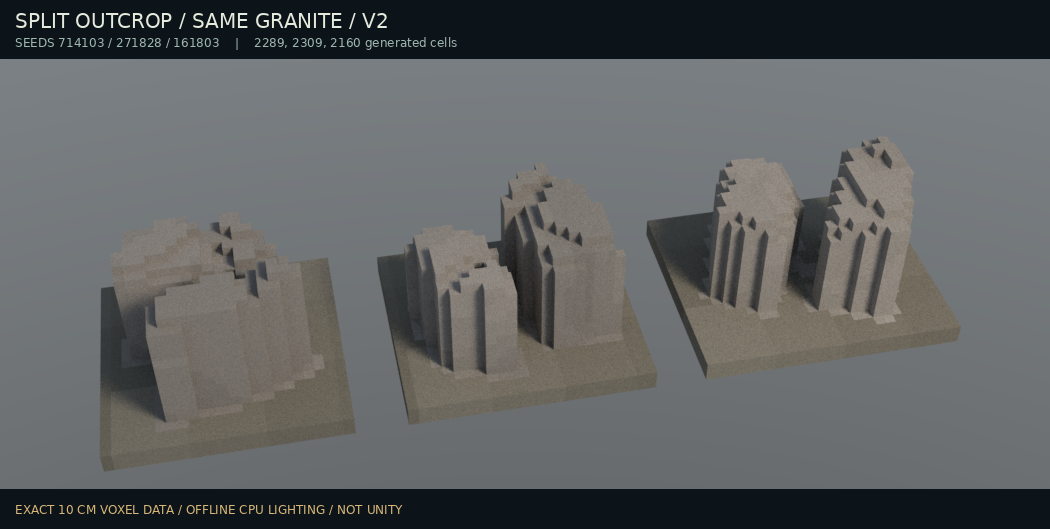 SPLIT OUTCROP / SAME GRANITE / V2
SEEDS 714103 / 271828 / 161803 | 2289, 2309, 2160 generated cells
EXACT 10 CM VOXEL DATA / OFFLINE CPU LIGHTING / NOT UNITY